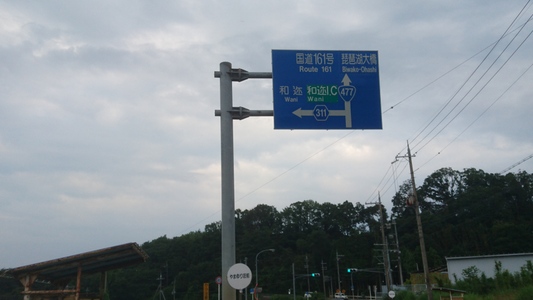 国道161号 琵琶湖大橋
Route 161 Biwako-Ohashi
和迩 和迩I.C
Wani Wani
477
311